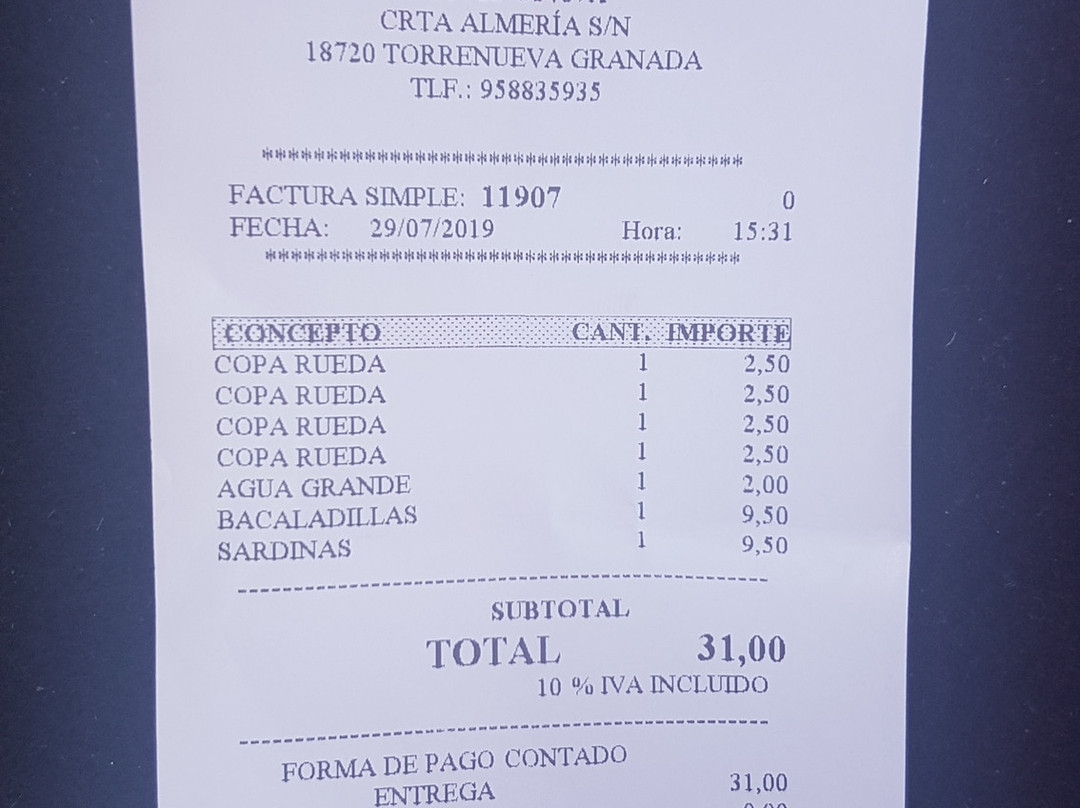 CRTA ALMERÍA S/N
18720 TORRENUEVA GRANADA
TLF.: 958835935
****************************************
FACTURA SIMPLE: 11907 0
FECHA: 29/07/2019 Hora: 15:31
****************************************
CONCEPTO CANT. IMPORTE
COPA RUEDA 1 2,50
COPA RUEDA 1 2,50
COPA RUEDA 1 2,50
COPA RUEDA 1 2,50
AGUA GRANDE 1 2,00
BACALADILLAS 1 9,50
SARDINAS 1 9,50
----------------------------------------
SUBTOTAL
TOTAL 31,00
10 % IVA INCLUIDO
----------------------------------------
FORMA DE PAGO CONTADO
ENTREGA 31,00